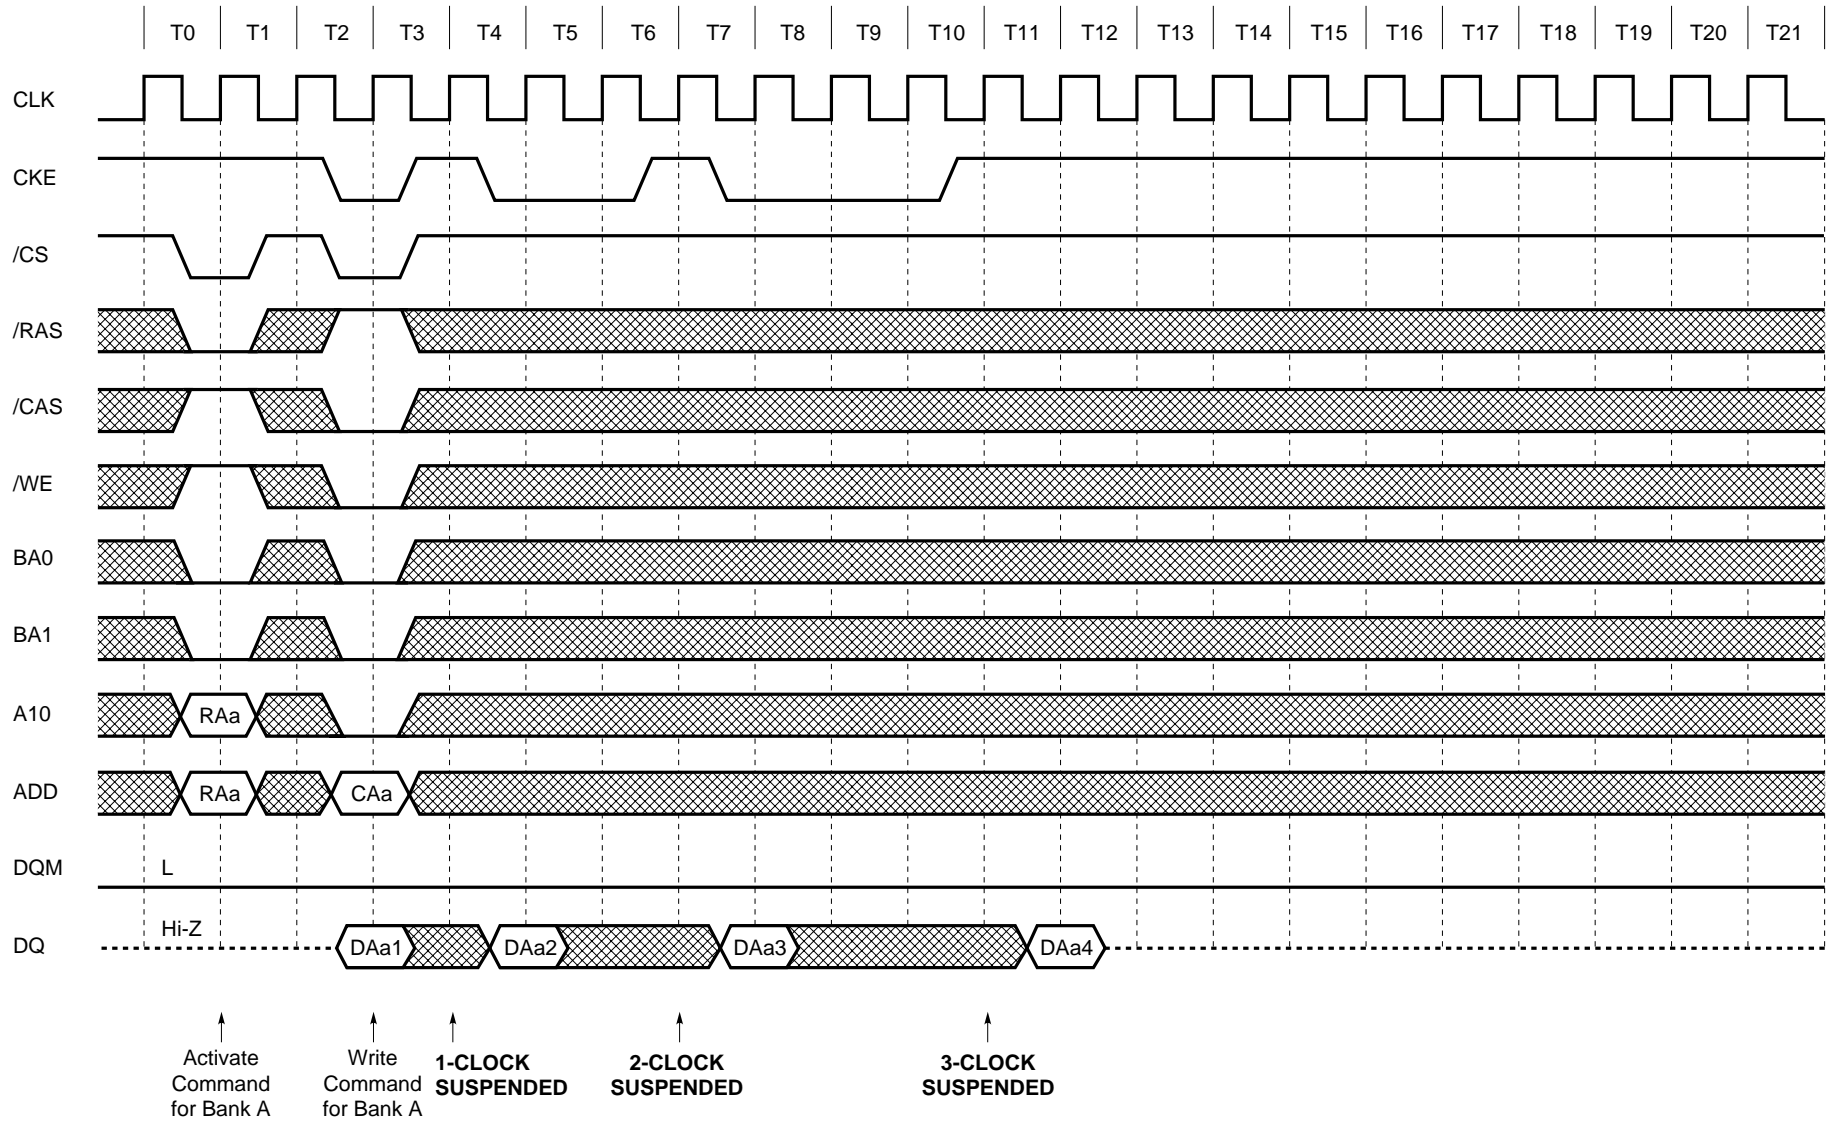 T0 T1 T2 T3 T4 T5 T6 T7 T8 T9 T10 T11 T12 T13 T14 T15 T16 T17 T18 T19 T20 T21
CLK
CKE
/CS
/RAS
/CAS
/WE
BA0
BA1
A10 RAa
ADD RAa CAa
DQM L
Hi-Z
DQ DAa1 DAa2 DAa3 DAa4
Activate
Command
for Bank A
Write
Command
for Bank A
1-CLOCK
SUSPENDED
2-CLOCK
SUSPENDED
3-CLOCK
SUSPENDED